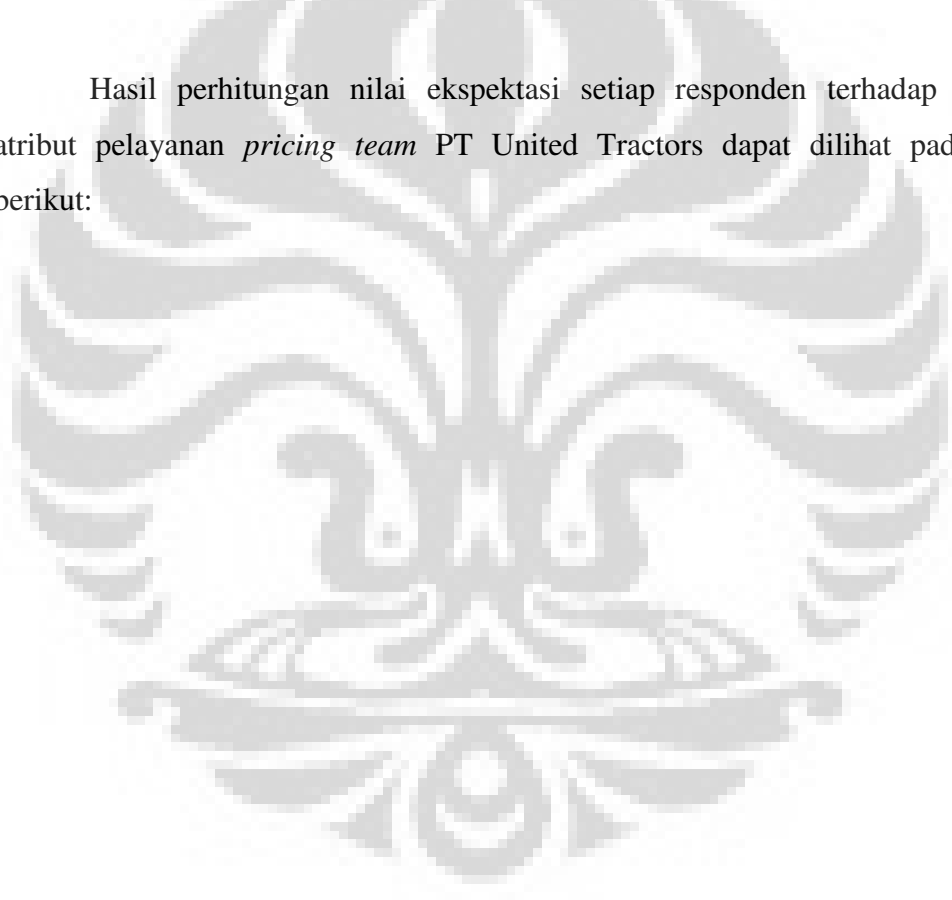 Hasil perhitungan nilai ekspektasi setiap responden terhadap
atribut pelayanan pricing team PT United Tractors dapat dilihat pad
berikut: